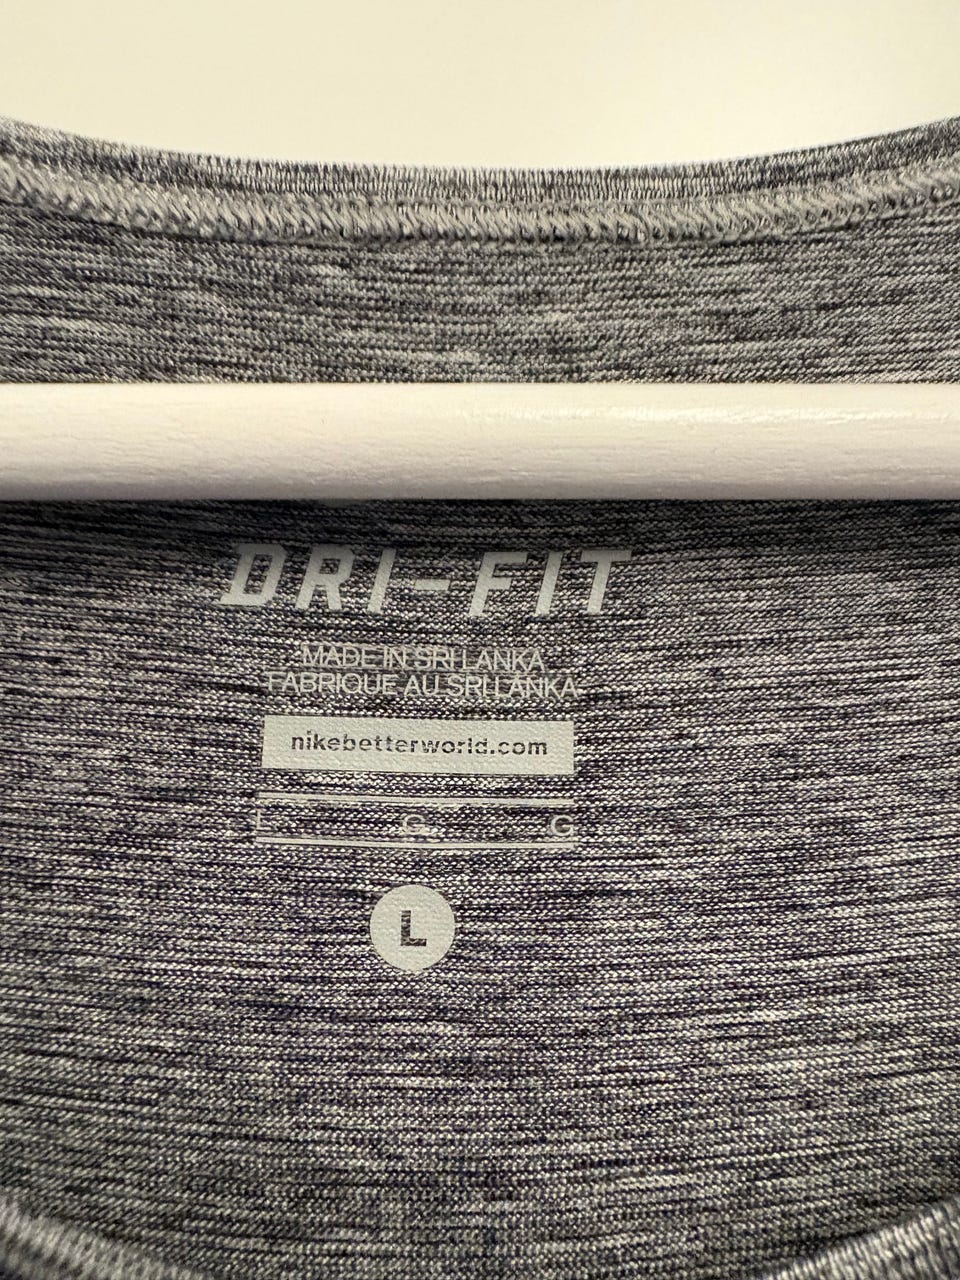 DRI-FIT
MADE IN SRI LANKA
FABRIQUE AU SRI LANKA
nikebetterworld.com
L G G
L